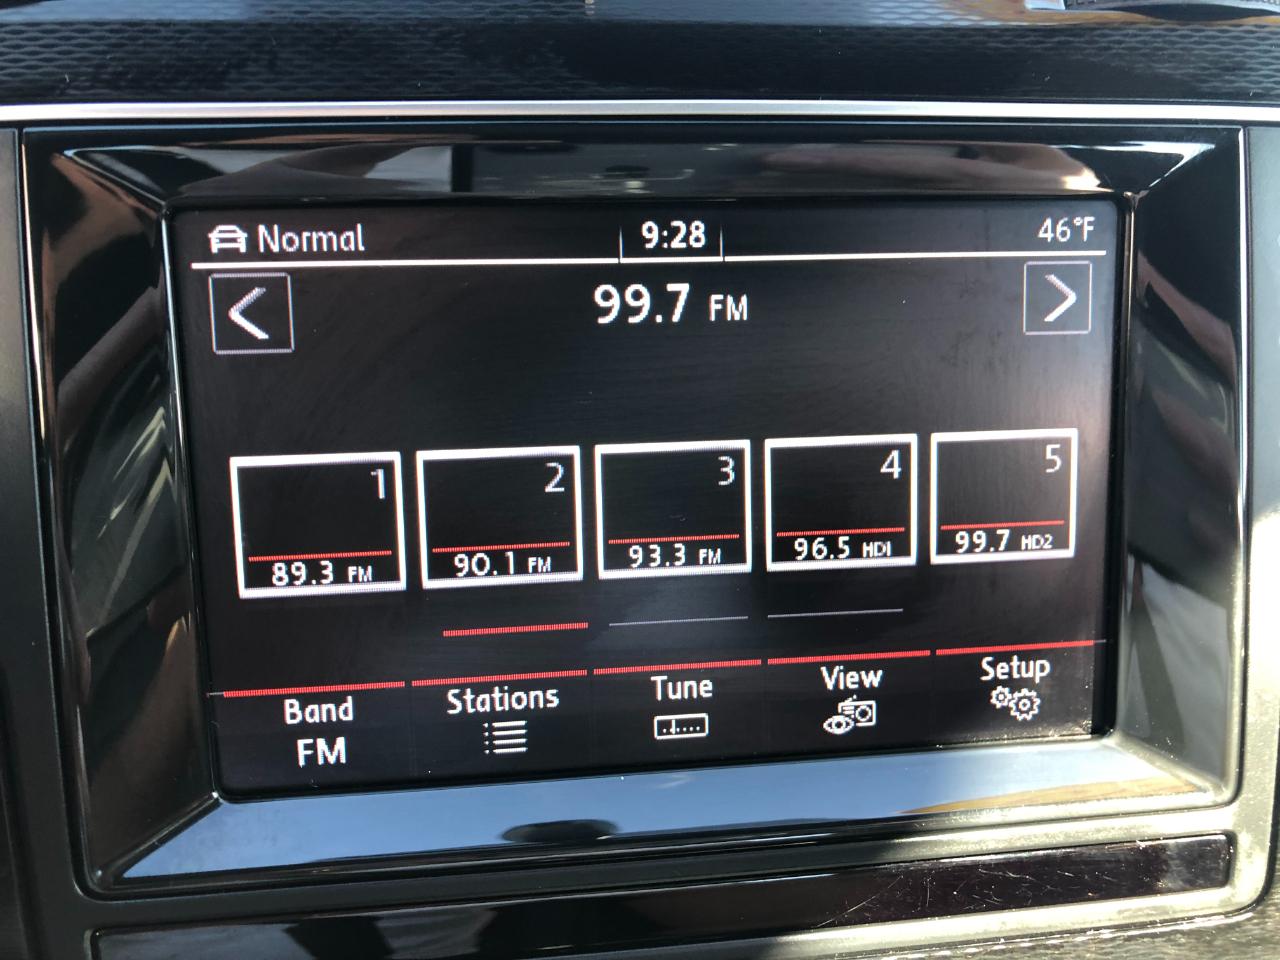 Normal 9:28 46°F
99.7 FM
1 2 3 4 5
89.3 FM 90.1 FM 93.3 FM 96.5 HD1 99.7 HD2
Band Stations Tune View Setup
FM